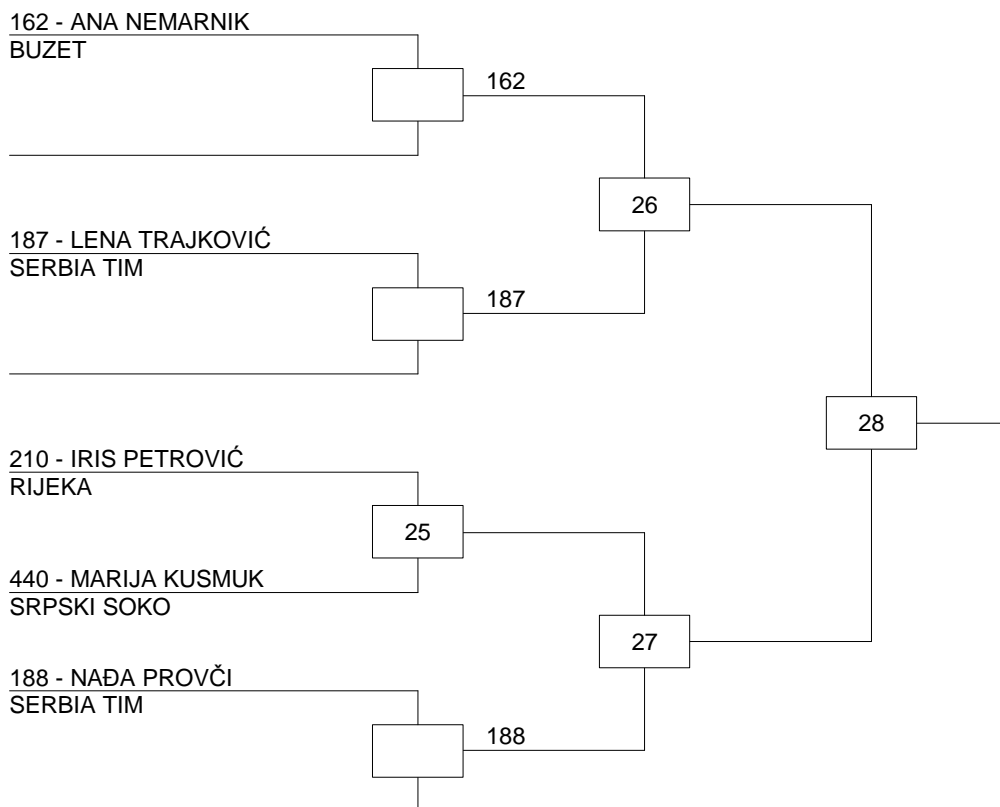 162 - ANA NEMARNIK
BUZET
162
26
187 - LENA TRAJKOVIĆ
SERBIA TIM
187
28
210 - IRIS PETROVIĆ
RIJEKA
25
440 - MARIJA KUSMUK
SRPSKI SOKO
27
188 - NAĐA PROVČI
SERBIA TIM
188